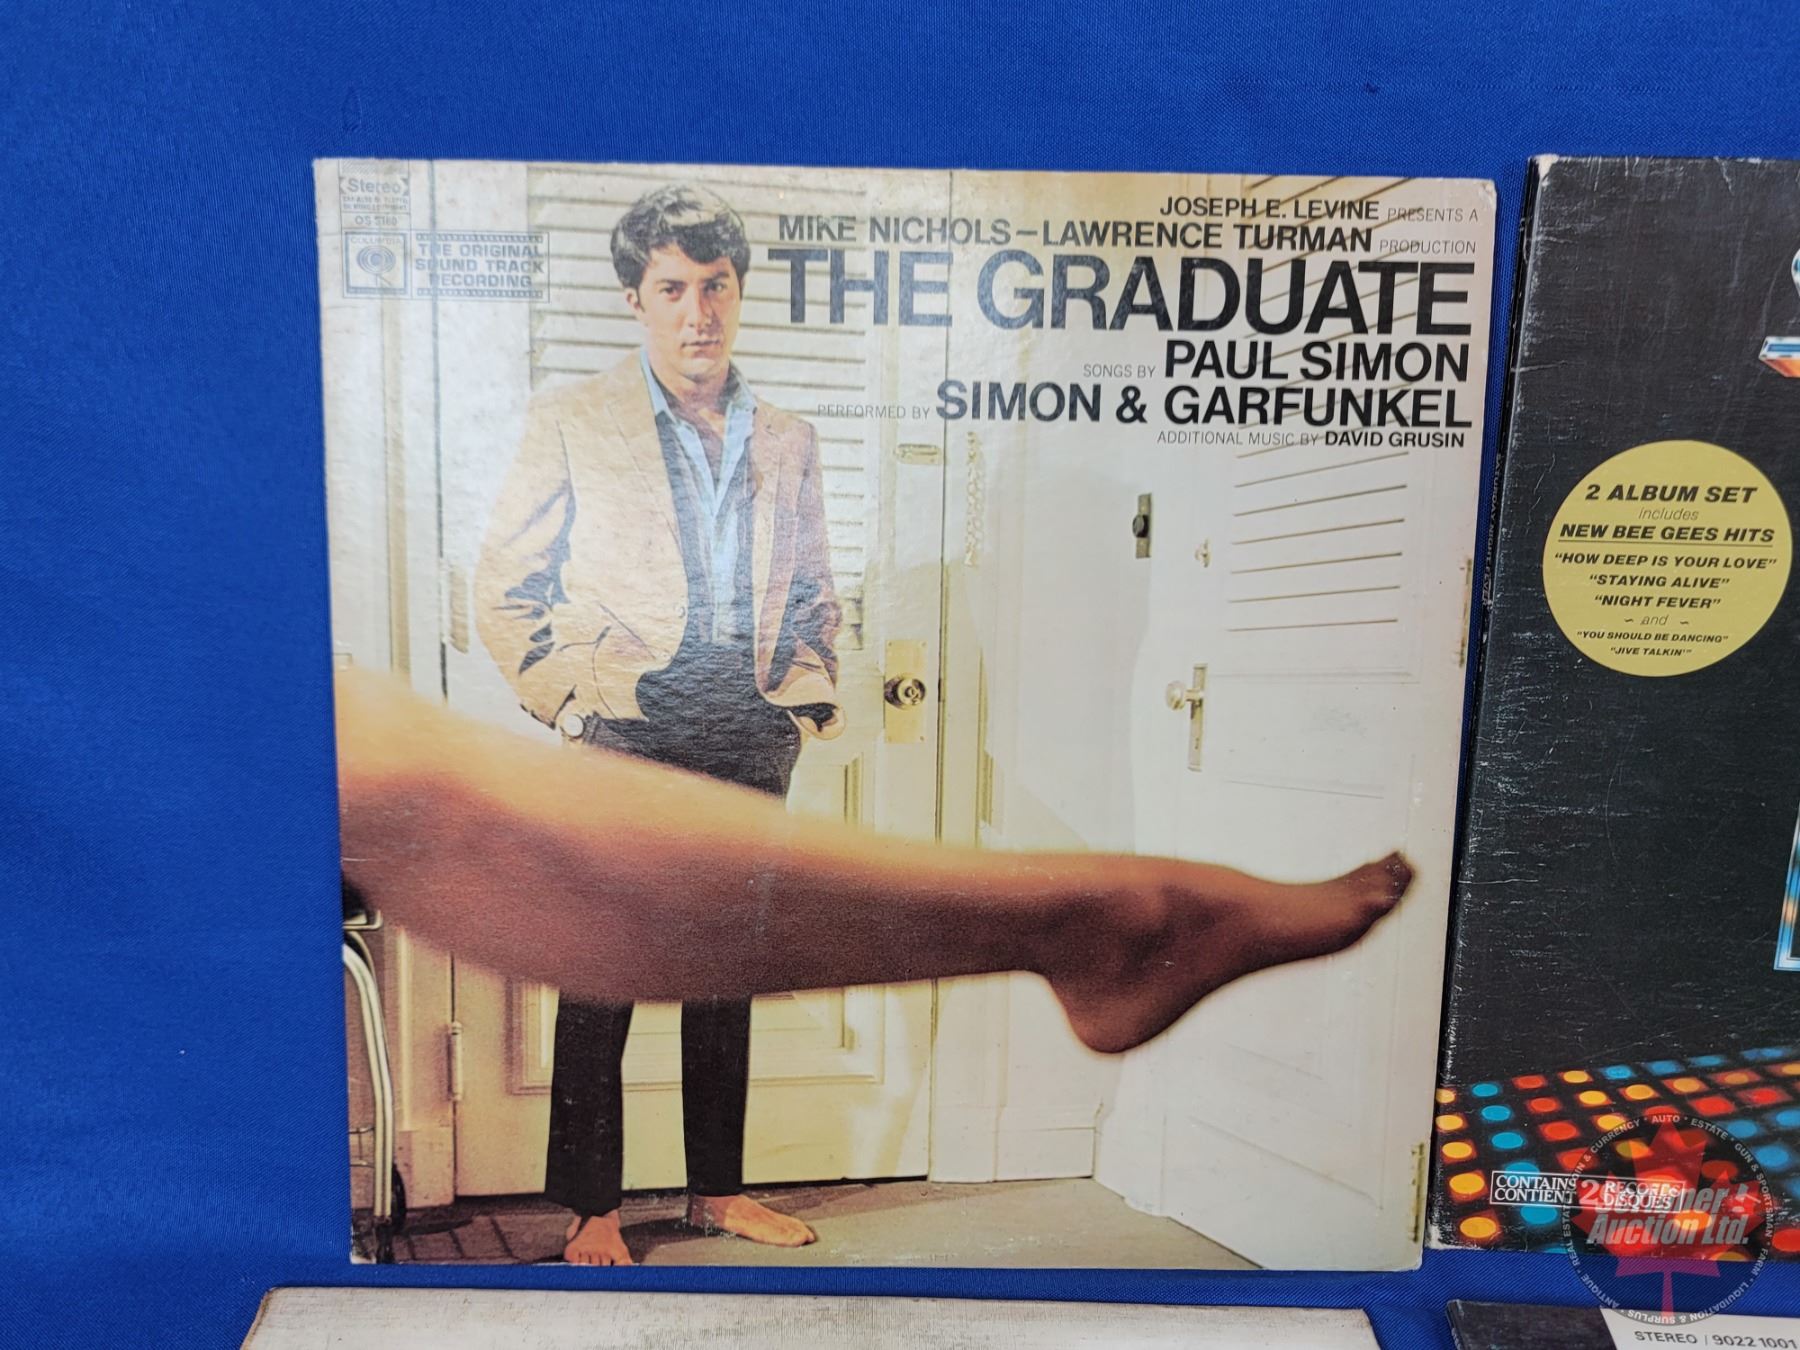 Stereo
OS 3180
COLUMBIA
THE ORIGINAL
SOUND TRACK
RECORDING
JOSEPH E. LEVINE PRESENTS A
MIKE NICHOLS–LAWRENCE TURMAN PRODUCTION
THE GRADUATE
SONGS BY PAUL SIMON
PERFORMED BY SIMON & GARFUNKEL
ADDITIONAL MUSIC BY DAVID GRUSIN
2 ALBUM SET
includes
NEW BEE GEES HITS
"HOW DEEP IS YOUR LOVE"
"STAYING ALIVE"
"NIGHT FEVER"
~ and ~
"YOU SHOULD BE DANCING"
"JIVE TALKIN'"
CONTAINS 2 RECORDS
CONTIENT DISQUES
Auction Ltd.
STEREO / 90221001